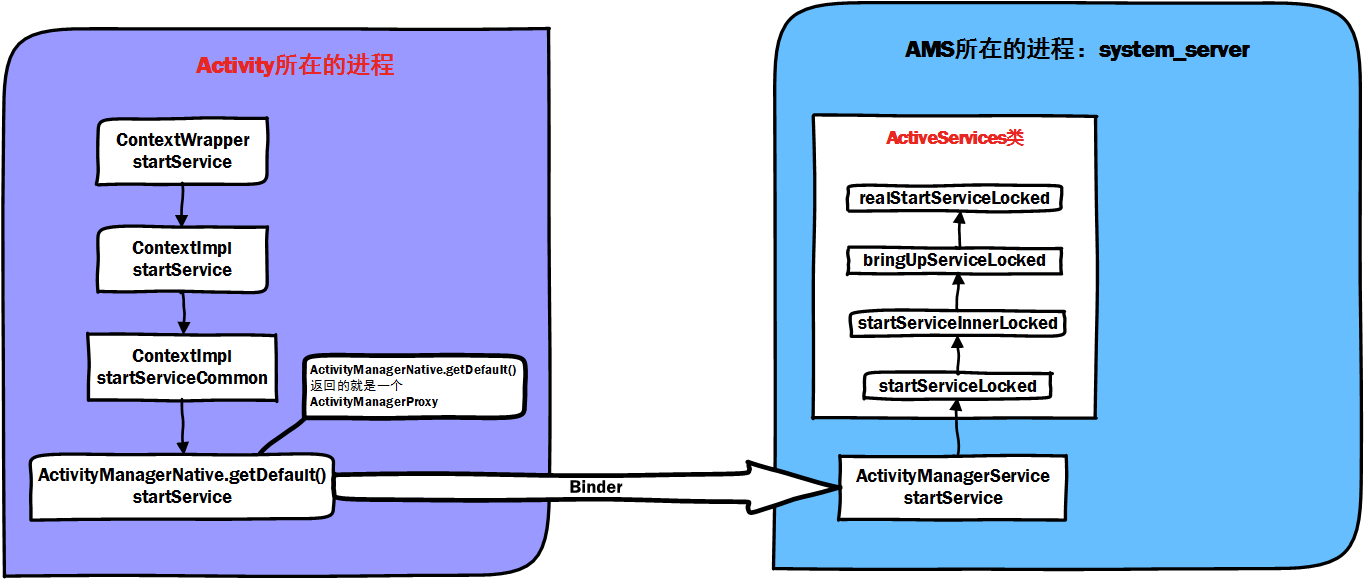 Activity所在的进程
ContextWrapper
startService
ContextImpl
startService
ContextImpl
startServiceCommon
ActivityManagerNative.getDefault()
返回的就是一个
ActivityManagerProxy
ActivityManagerNative.getDefault()
startService
Binder
AMS所在的进程：system_server
ActiveServices类
realStartServiceLocked
bringUpServiceLocked
startServiceInnerLocked
startServiceLocked
ActivityManagerService
startService